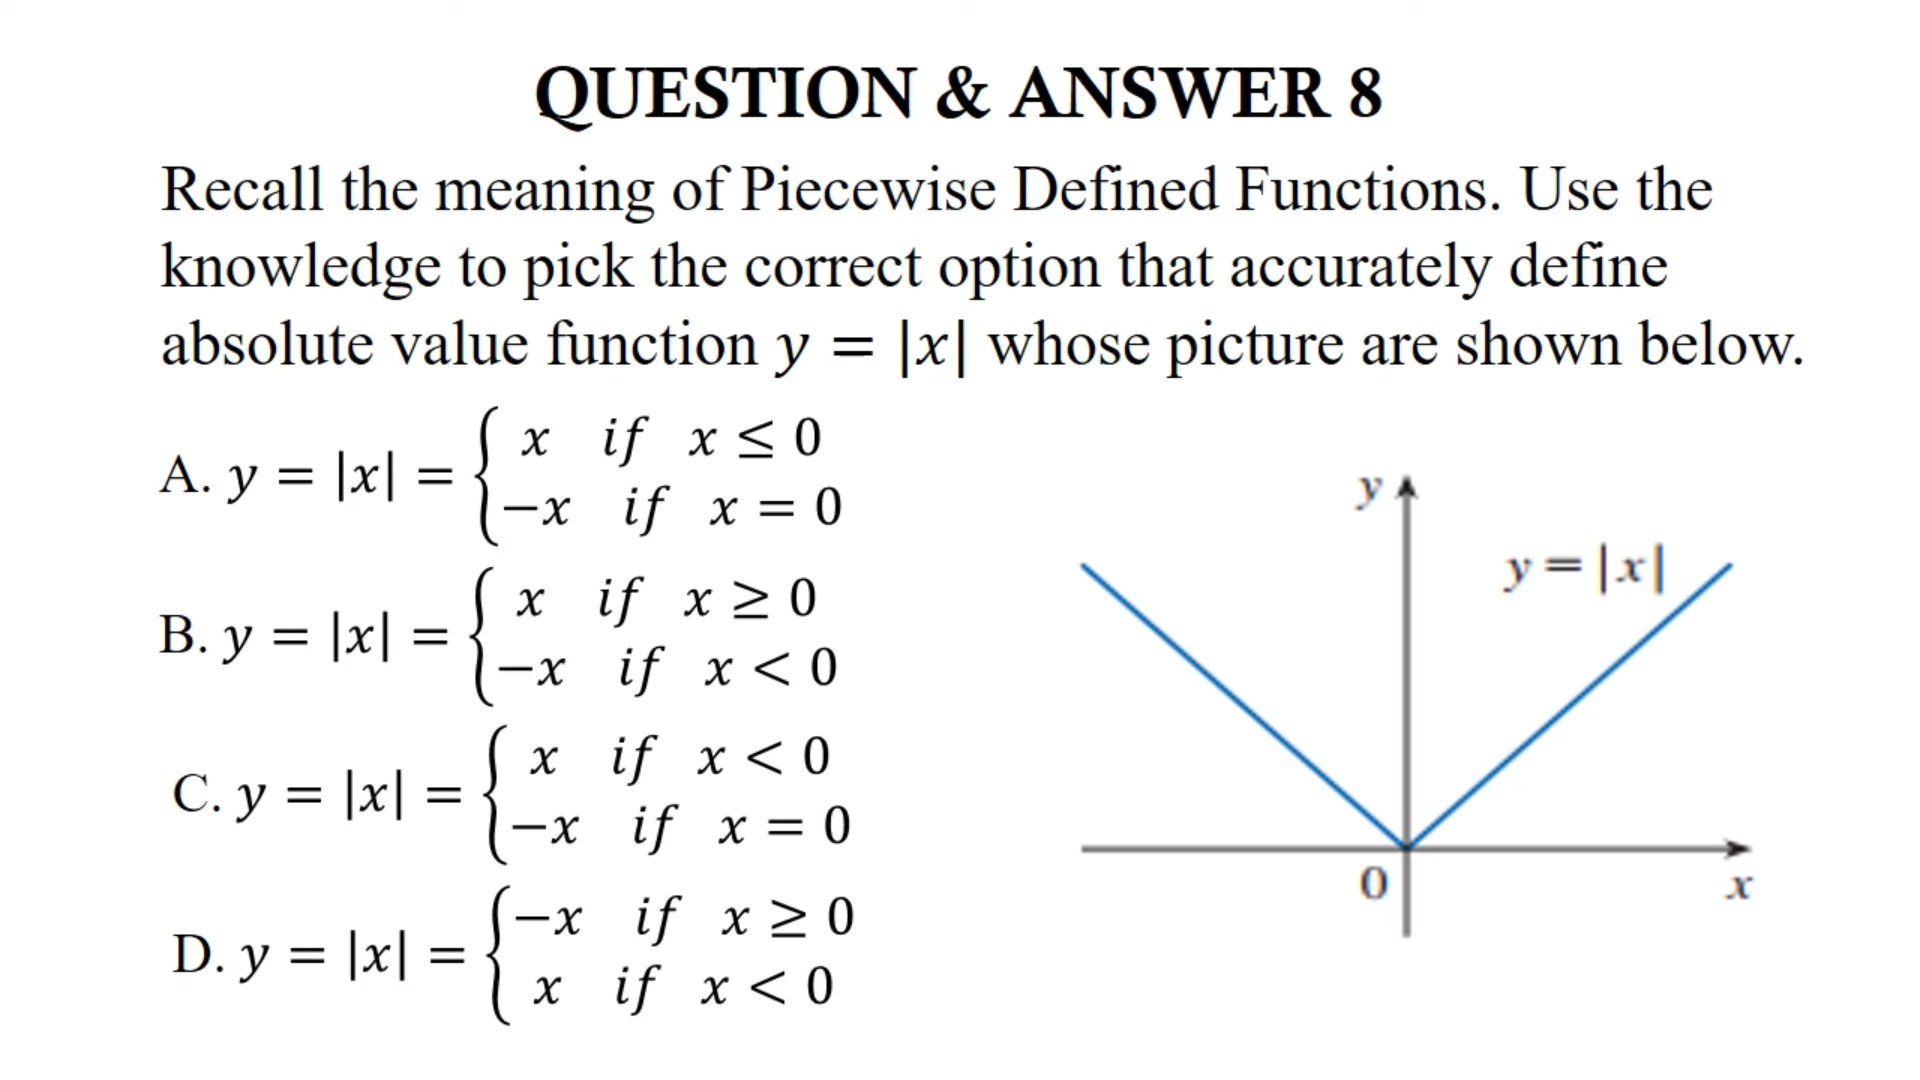 QUESTION & ANSWER 8
Recall the meaning of Piecewise Defined Functions. Use the
knowledge to pick the correct option that accurately define
absolute value function y = |x| whose picture are shown below.
A. y = |x| = { x if x ≤ 0
−x if x = 0
B. y = |x| = { x if x ≥ 0
−x if x < 0
C. y = |x| = { x if x < 0
−x if x = 0
D. y = |x| = { −x if x ≥ 0
x if x < 0
y
y = |x|
0
x